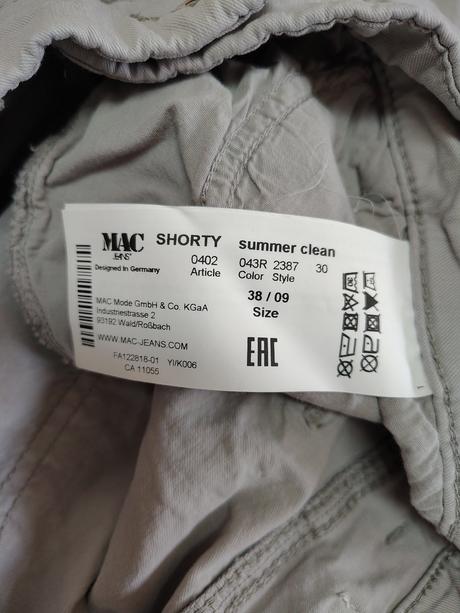 MAC
JEANS
SHORTY summer clean
Designed in Germany
0402 043R 2387 30
Article Color Style
38 / 09
Size
MAC Mode GmbH & Co. KGaA
Industriestrasse 2
93192 Wald/Roßbach
WWW.MAC-JEANS.COM
FA122818-01 YI/K006
CA 11055
EAC